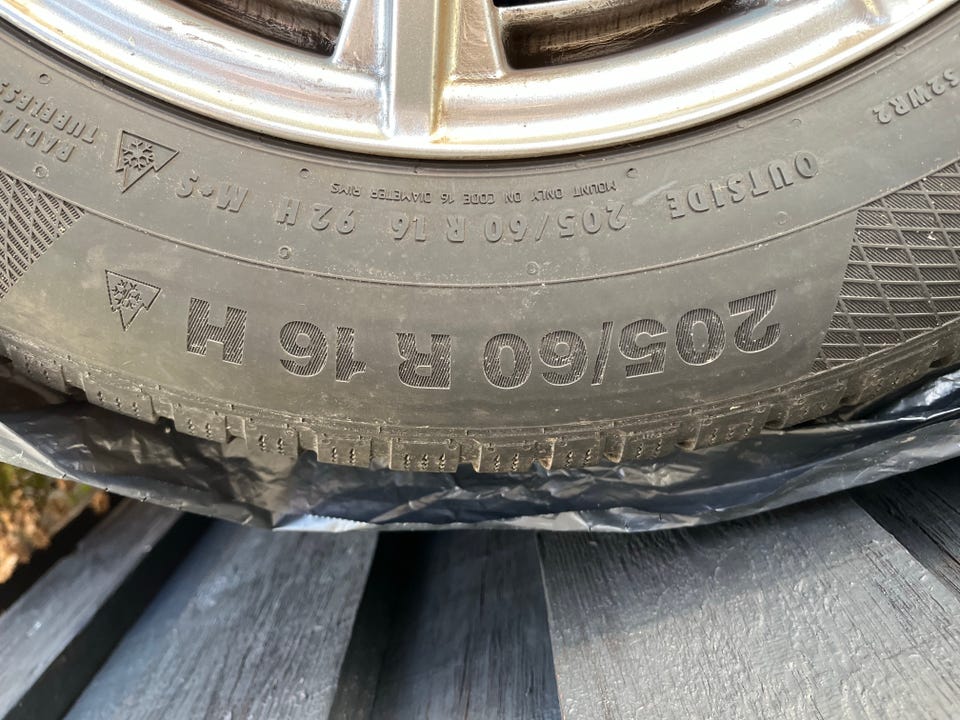 RADIAL
TUBELESS
OUTSIDE 205/60 R 16 92 H M+S
MOUNT ONLY ON CODE 16 DIAMETER RIMS
205/60 R 16 H